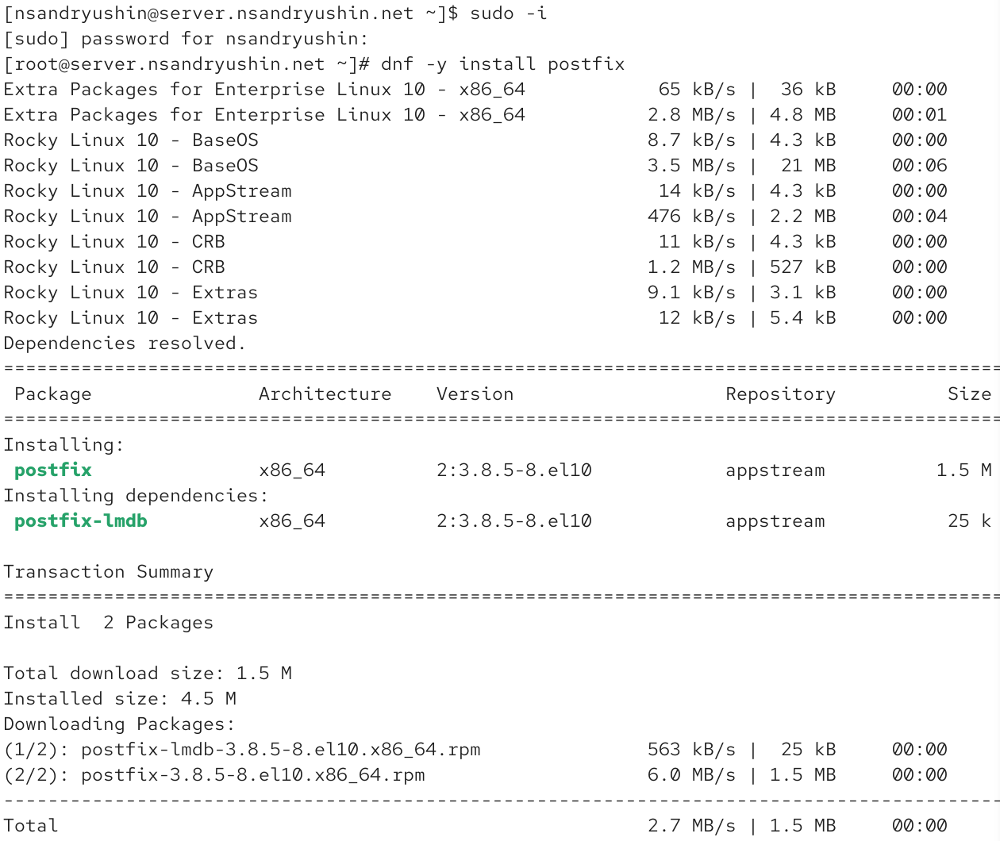 [nsandryushin@server.nsandryushin.net ~]$ sudo -i
[sudo] password for nsandryushin:
[root@server.nsandryushin.net ~]# dnf -y install postfix
Extra Packages for Enterprise Linux 10 - x86_64           65 kB/s |  36 kB     00:00
Extra Packages for Enterprise Linux 10 - x86_64          2.8 MB/s | 4.8 MB     00:01
Rocky Linux 10 - BaseOS                                   8.7 kB/s | 4.3 kB     00:00
Rocky Linux 10 - BaseOS                                   3.5 MB/s |  21 MB     00:06
Rocky Linux 10 - AppStream                                 14 kB/s | 4.3 kB     00:00
Rocky Linux 10 - AppStream                                476 kB/s | 2.2 MB     00:04
Rocky Linux 10 - CRB                                       11 kB/s | 4.3 kB     00:00
Rocky Linux 10 - CRB                                      1.2 MB/s | 527 kB     00:00
Rocky Linux 10 - Extras                                   9.1 kB/s | 3.1 kB     00:00
Rocky Linux 10 - Extras                                    12 kB/s | 5.4 kB     00:00
Dependencies resolved.
==========================================================================================
 Package               Architecture    Version                   Repository          Size
==========================================================================================
Installing:
 postfix               x86_64          2:3.8.5-8.el10            appstream          1.5 M
Installing dependencies:
 postfix-lmdb          x86_64          2:3.8.5-8.el10            appstream           25 k

Transaction Summary
==========================================================================================
Install  2 Packages

Total download size: 1.5 M
Installed size: 4.5 M
Downloading Packages:
(1/2): postfix-lmdb-3.8.5-8.el10.x86_64.rpm               563 kB/s |  25 kB     00:00
(2/2): postfix-3.8.5-8.el10.x86_64.rpm                    6.0 MB/s | 1.5 MB     00:00
------------------------------------------------------------------------------------------
Total                                                     2.7 MB/s | 1.5 MB     00:00